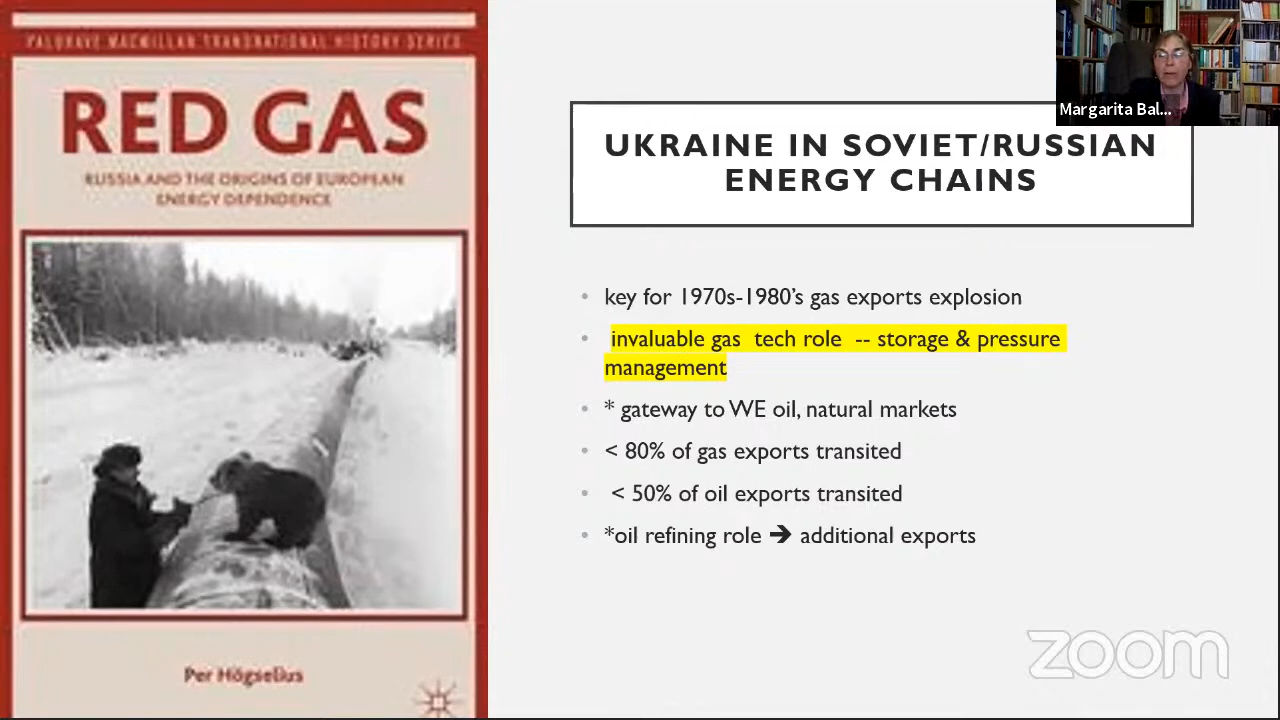 PALGRAVE MACMILLAN TRANSNATIONAL HISTORY SERIES
RED GAS
RUSSIA AND THE ORIGINS OF EUROPEAN
ENERGY DEPENDENCE
Per Högselius
Margarita Bal...
UKRAINE IN SOVIET/RUSSIAN
ENERGY CHAINS
• key for 1970s-1980’s gas exports explosion
• invaluable gas tech role -- storage & pressure
management
• * gateway to WE oil, natural markets
• < 80% of gas exports transited
• < 50% of oil exports transited
• *oil refining role ➔ additional exports
zoom